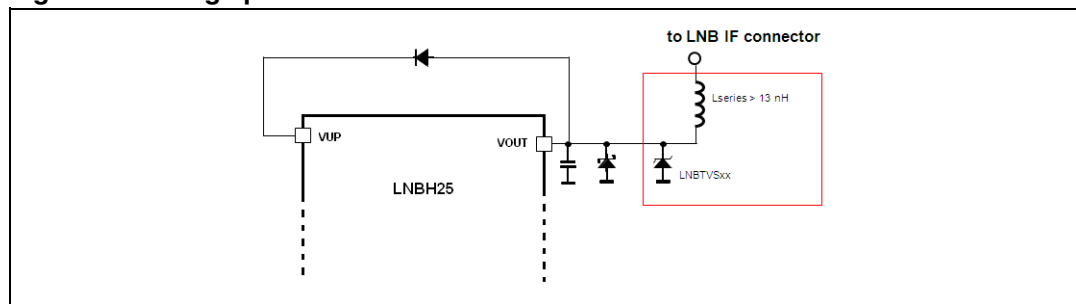 to LNB IF connector
Lseries > 13 nH
VUP
VOUT
LNBTVSxx
LNBH25